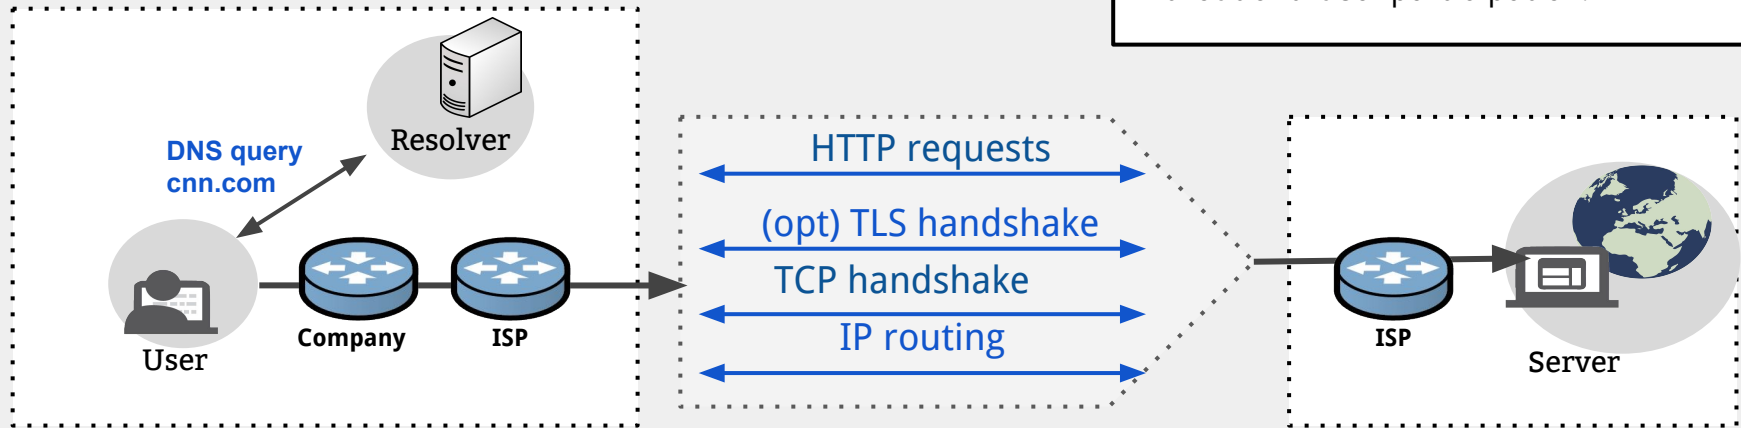 Resolver
DNS query
cnn.com
User
Company
ISP
HTTP requests
(opt) TLS handshake
TCP handshake
IP routing
ISP
Server